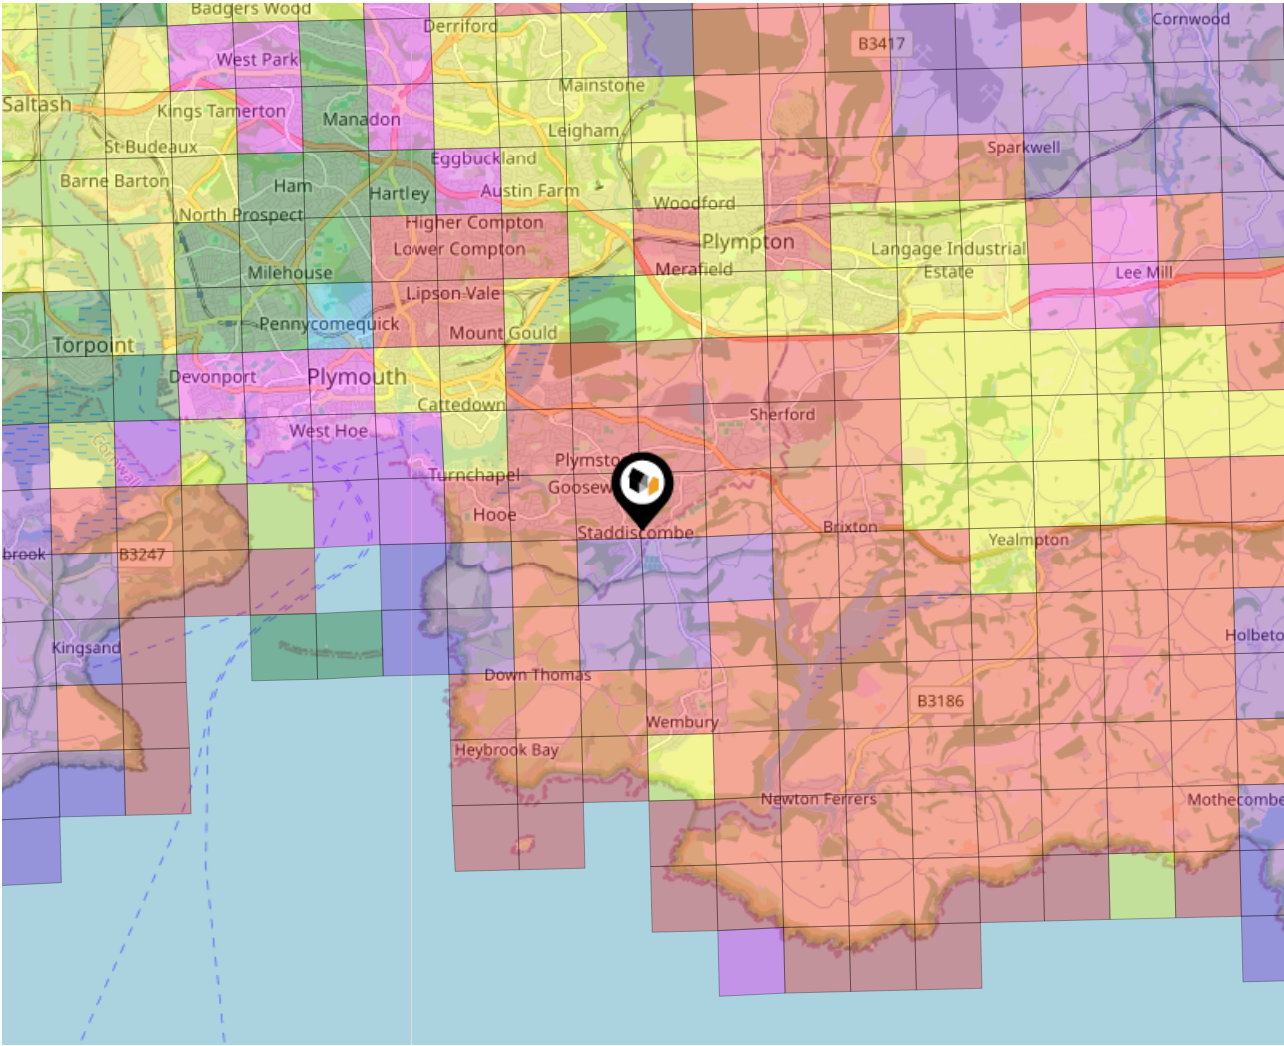 Badgers Wood
Derriford
Cornwood
B3417
West Park
Mainstone
Saltash
Kings Tamerton
Manadon
Leigham
St Budeaux
Sparkwell
Eggbuckland
Barne Barton
Ham
Hartley
Austin Farm
Woodford
North Prospect
Higher Compton
Lower Compton
Plympton
Langage Industrial
Estate
Milehouse
Merafield
Lee Mill
Lipson Vale
Pennycomequick
Mount Gould
Torpoint
Devonport
Plymouth
Cattedown
Sherford
West Hoe
Cornwall
Plymsto
Turnchapel
Goosew
Hooe
Staddiscombe
Brixton
Yealmpton
brook
B3247
Kingsand
Holbeto
Down Thomas
B3186
Wembury
Heybrook Bay
Newton Ferrers
Mothecombe